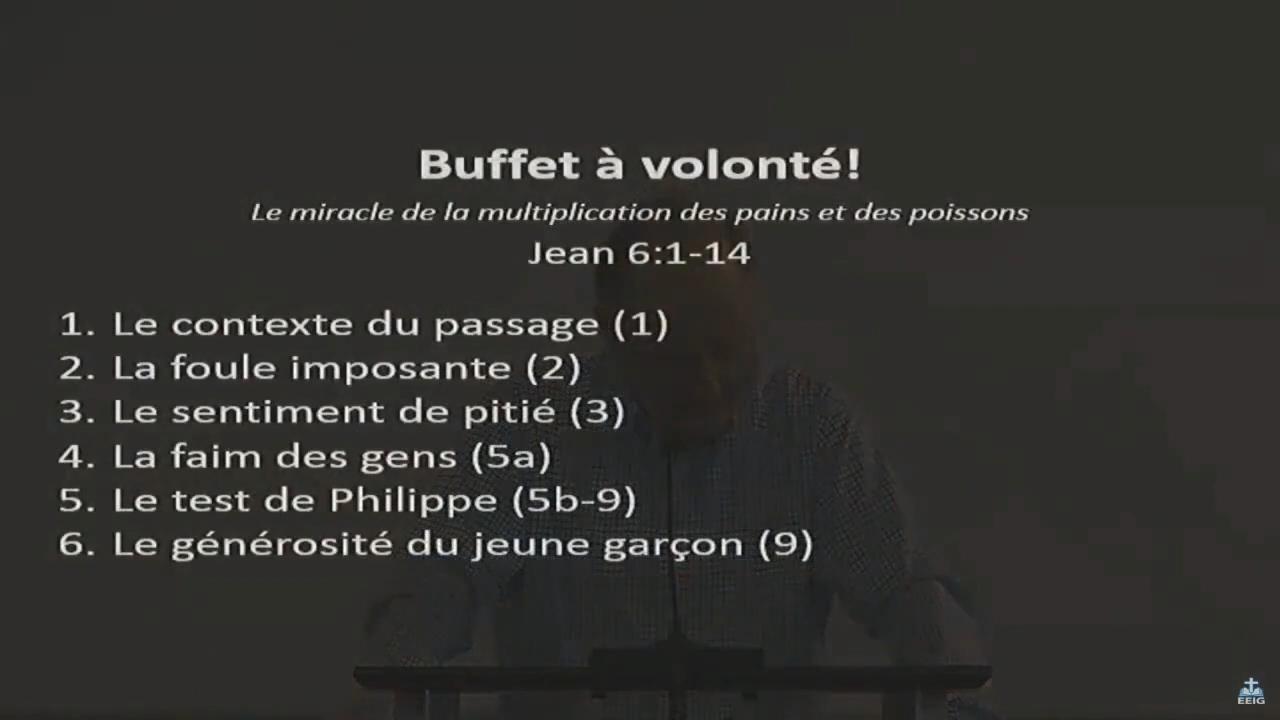 Buffet à volonté!
Le miracle de la multiplication des pains et des poissons
Jean 6:1-14
1. Le contexte du passage (1)
2. La foule imposante (2)
3. Le sentiment de pitié (3)
4. La faim des gens (5a)
5. Le test de Philippe (5b-9)
6. Le générosité du jeune garçon (9)
EEIG